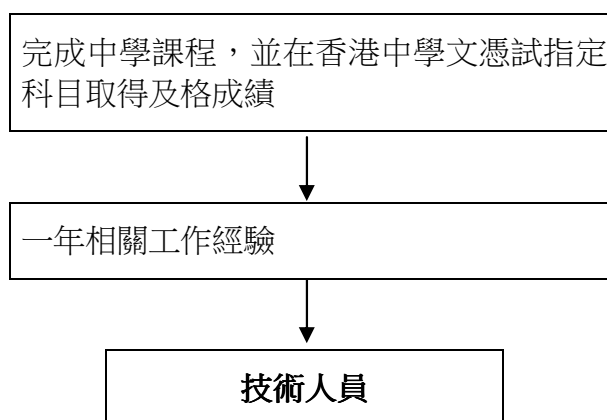 完成中學課程，並在香港中學文憑試指定
科目取得及格成績
一年相關工作經驗
技術人員